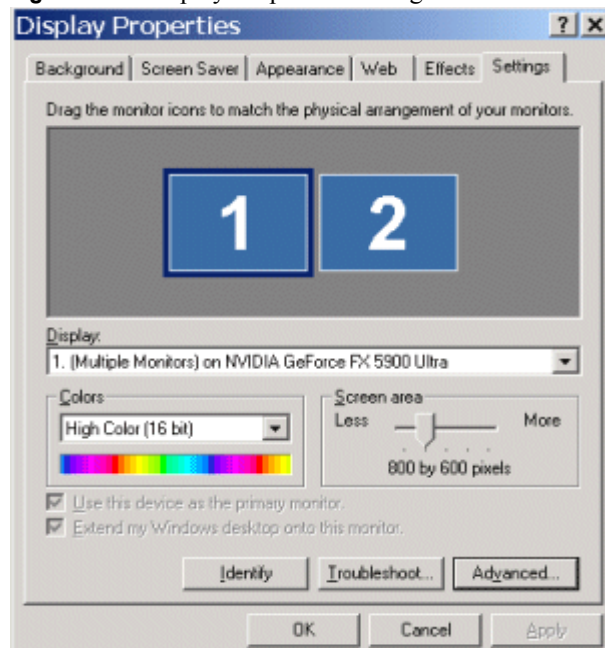 Display Properties
Background Screen Saver Appearance Web Effects Settings
Drag the monitor icons to match the physical arrangement of your monitors.
1 2
Display:
1. (Multiple Monitors) on NVIDIA GeForce FX 5900 Ultra
Colors
High Color (16 bit)
Screen area
Less More
800 by 600 pixels
Use this device as the primary monitor.
Extend my Windows desktop onto this monitor.
Identify Troubleshoot... Advanced...
OK Cancel Apply